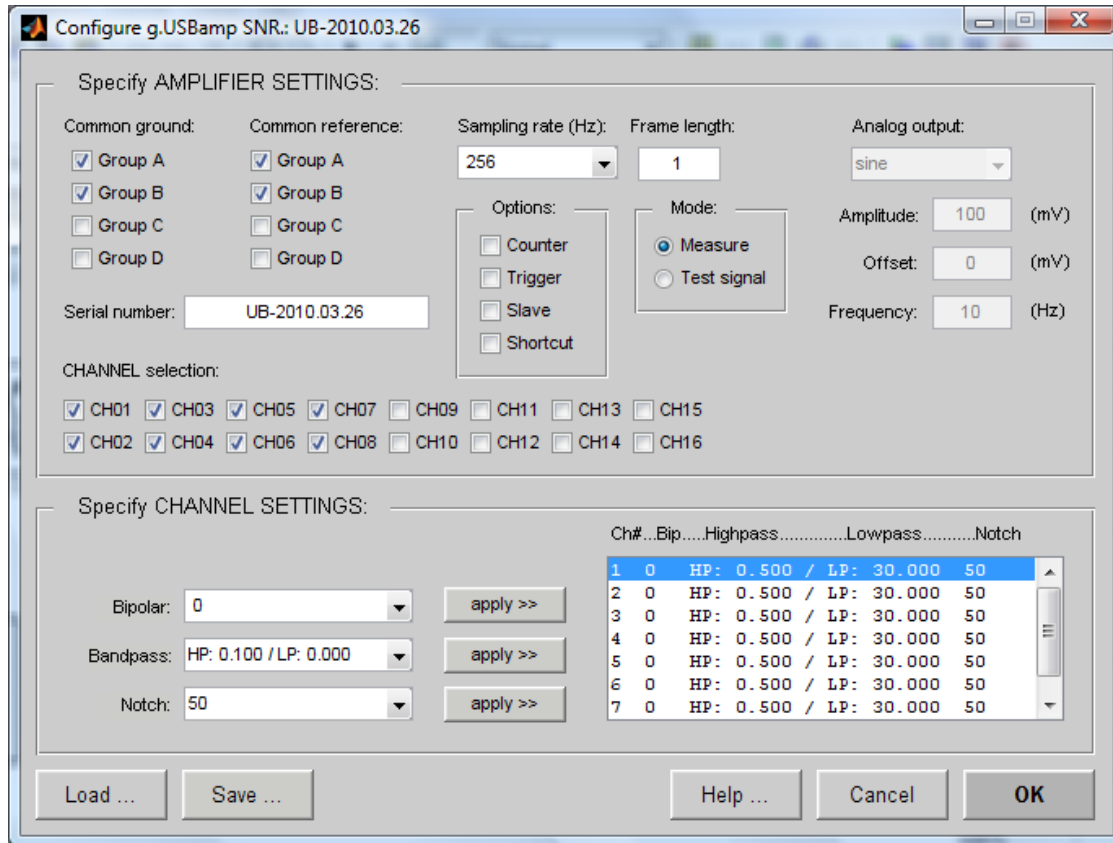 Configure g.USBamp SNR.: UB-2010.03.26
Specify AMPLIFIER SETTINGS:
Common ground: Common reference: Sampling rate (Hz): Frame length: Analog output:
Group A Group A 256 1 sine
Group B Group B
Options: Mode:
Group C Group C Amplitude: 100 (mV)
Counter Measure
Group D Group D Offset: 0 (mV)
Trigger Test signal
Serial number: UB-2010.03.26 Slave Frequency: 10 (Hz)
Shortcut
CHANNEL selection:
CH01 CH03 CH05 CH07 CH09 CH11 CH13 CH15
CH02 CH04 CH06 CH08 CH10 CH12 CH14 CH16
Specify CHANNEL SETTINGS:
Ch#...Bip.....Highpass.............Lowpass...........Notch
1 0 HP: 0.500 / LP: 30.000 50
2 0 HP: 0.500 / LP: 30.000 50
3 0 HP: 0.500 / LP: 30.000 50
4 0 HP: 0.500 / LP: 30.000 50
5 0 HP: 0.500 / LP: 30.000 50
6 0 HP: 0.500 / LP: 30.000 50
7 0 HP: 0.500 / LP: 30.000 50
Bipolar: 0 apply >>
Bandpass: HP: 0.100 / LP: 0.000 apply >>
Notch: 50 apply >>
Load ... Save ... Help ... Cancel OK